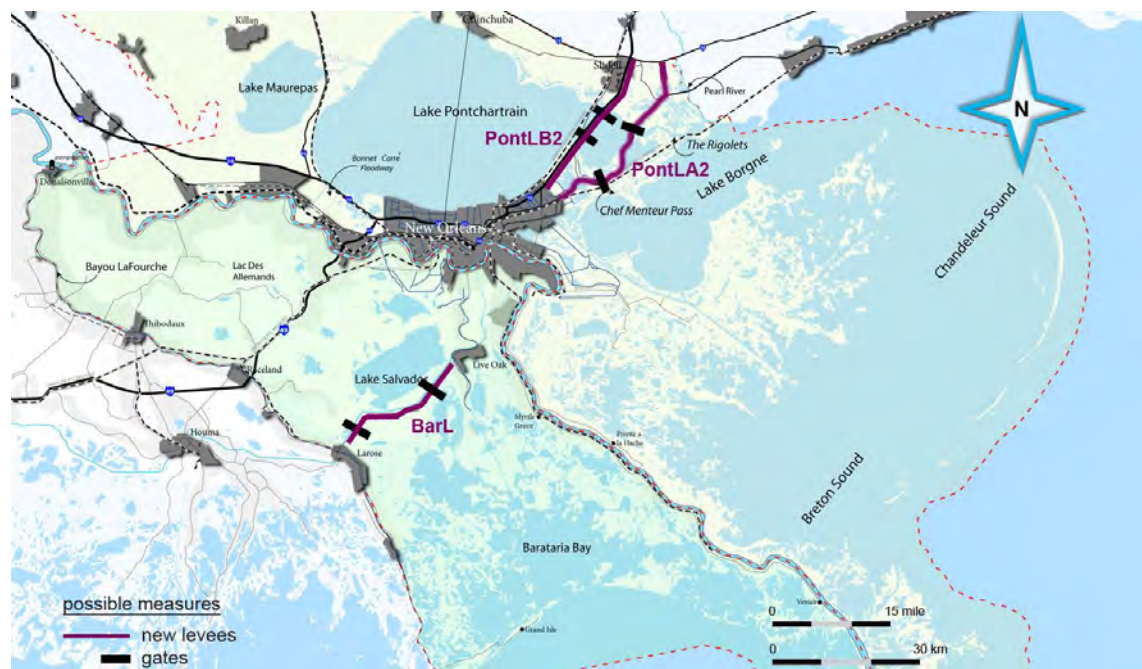 Killan
Chinchuba
Lake Maurepas
Slidell
Pearl River
Lake Pontchartrain
PontLB2
The Rigolets
Bonnet Carré
Floodway
PontLA2
Lake Borgne
Donalsonville
Chef Menteur Pass
New Orleans
Chandeleur Sound
Bayou LaFourche
Lac Des
Allemands
Thibodaux
Raceland
Lake Salvador
Live Oak
BarL
Myrtle
Grove
Pointe a
la Hache
Houma
Larose
Breton Sound
Barataria Bay
Venice
Grand Isle
possible measures
new levees
gates
0 15 mile
0 30 km
N